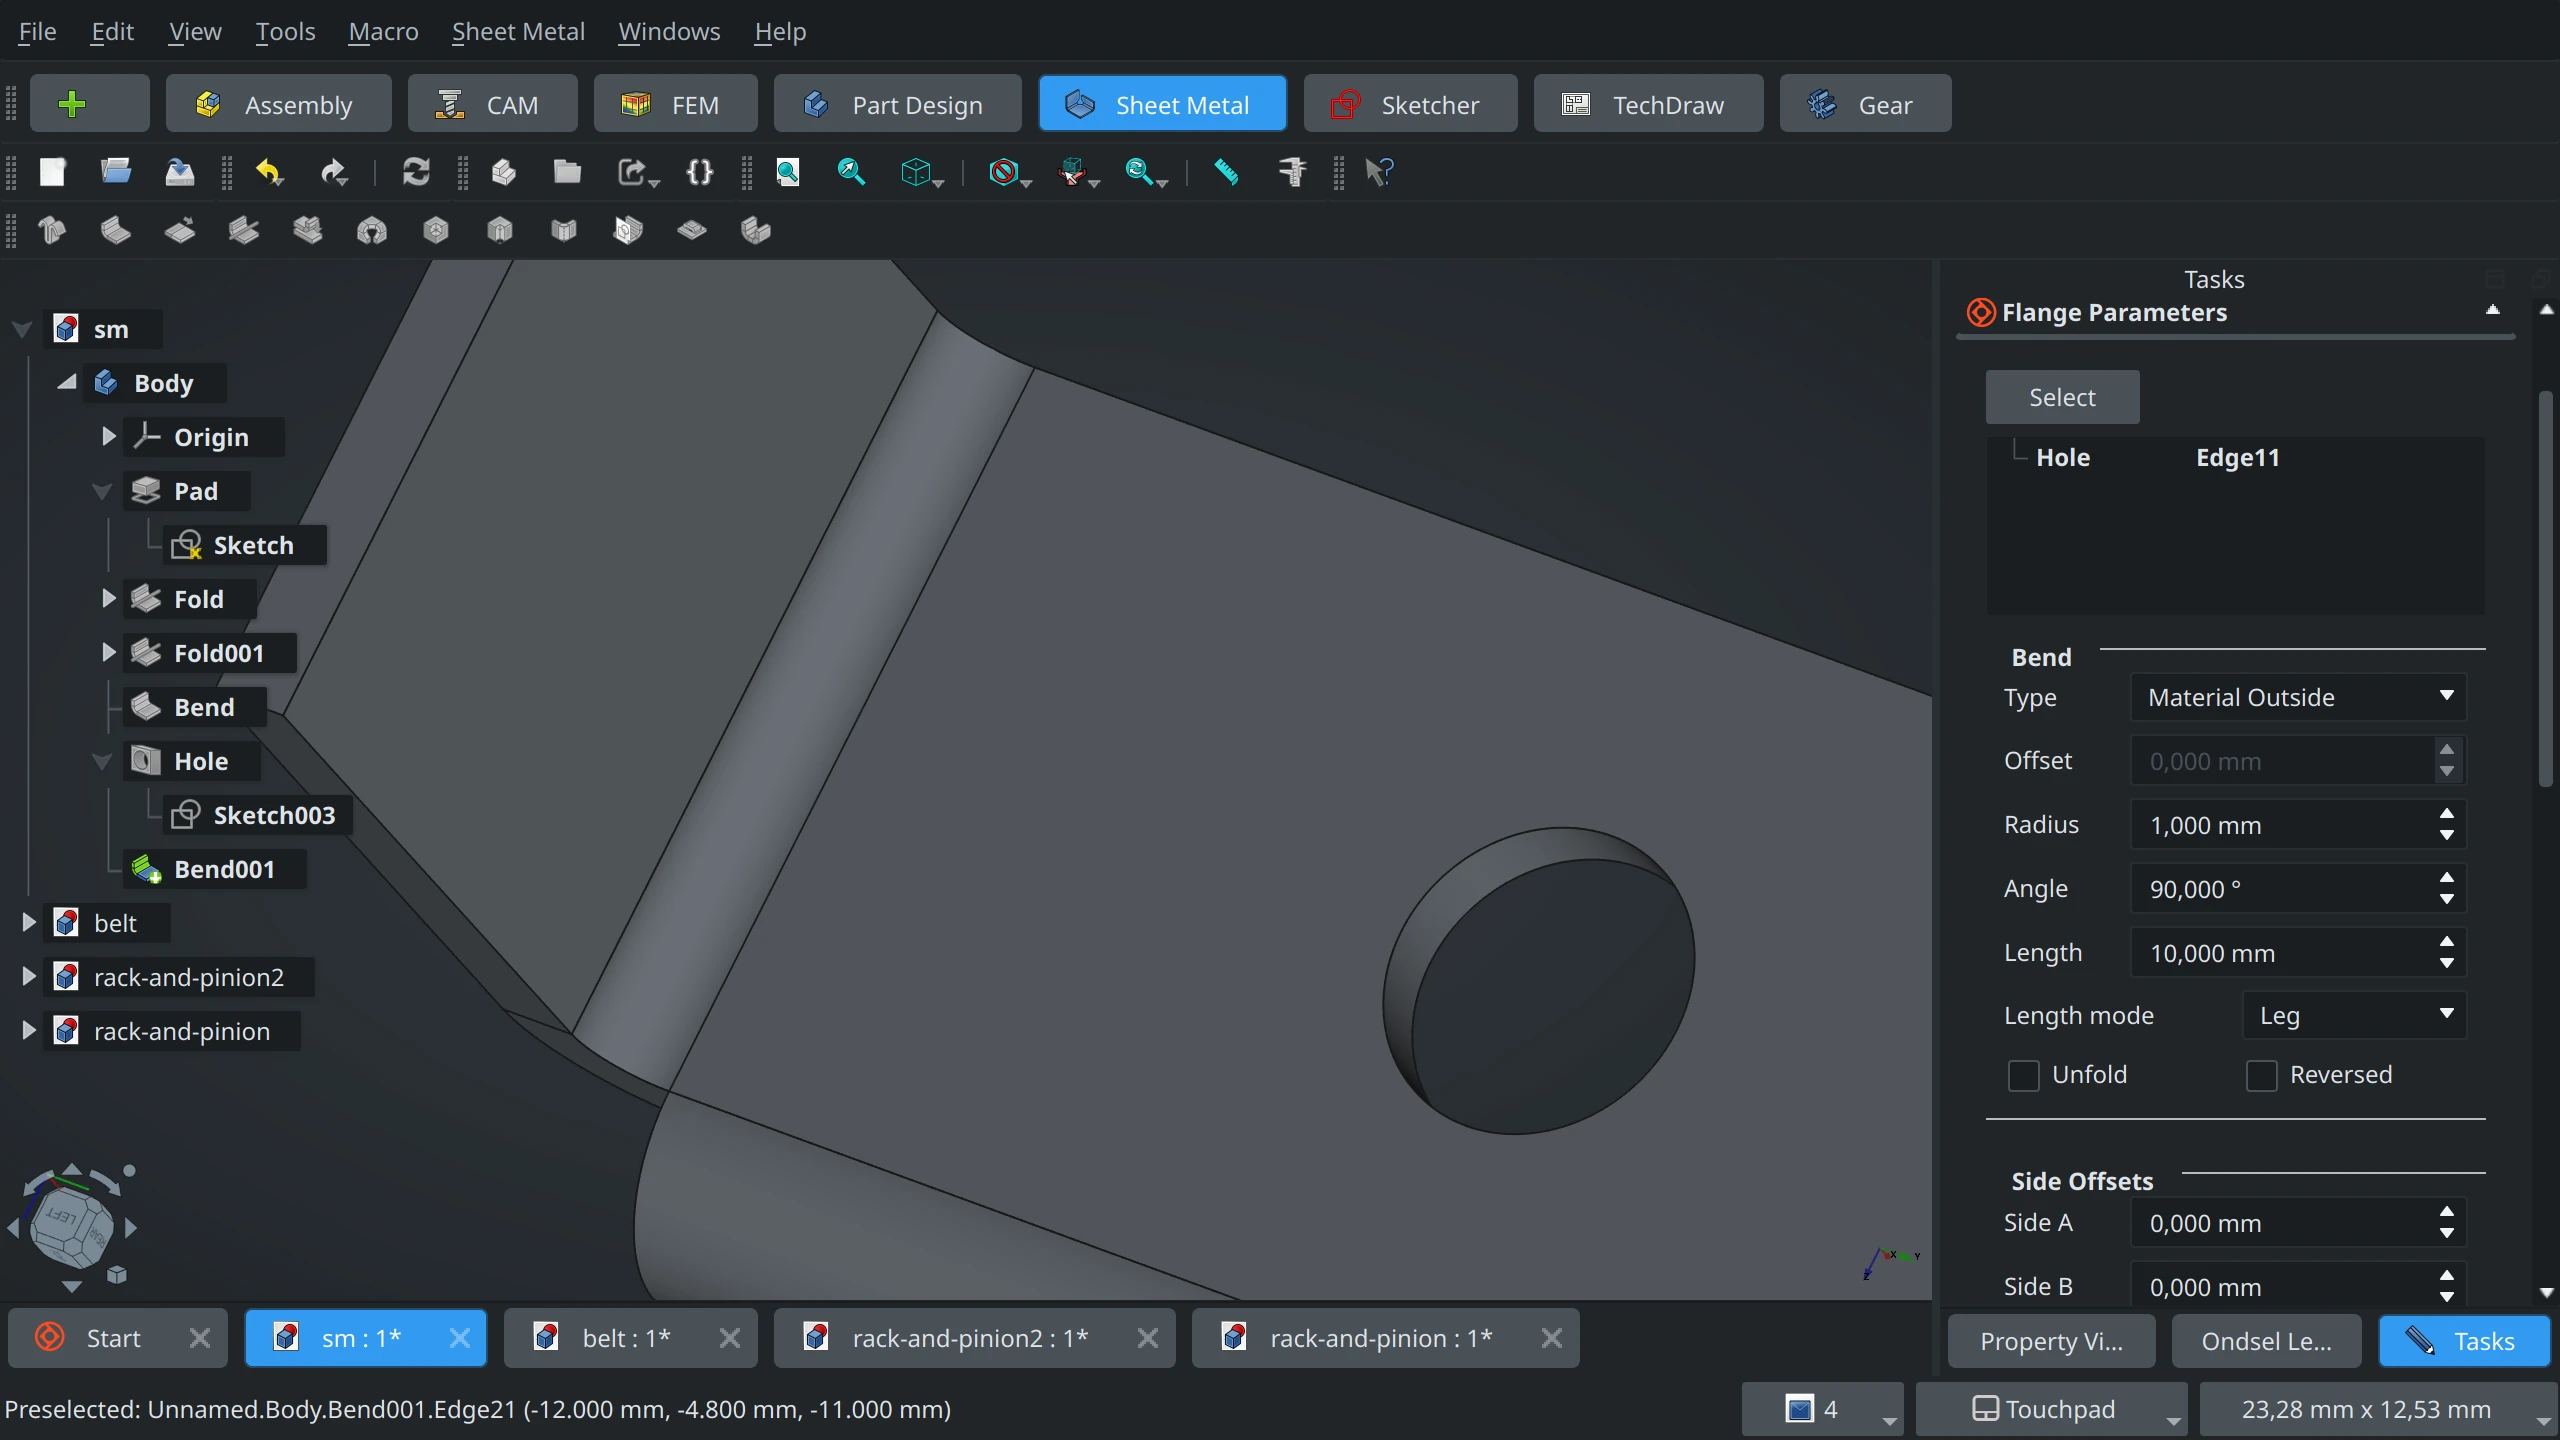 File Edit View Tools Macro Sheet Metal Windows Help
Assembly CAM FEM Part Design Sheet Metal Sketcher TechDraw Gear
Tasks
Flange Parameters
Select
Hole Edge11
Bend
Type Material Outside
Offset 0,000 mm
Radius 1,000 mm
Angle 90,000 °
Length 10,000 mm
Length mode Leg
Unfold Reversed
Side Offsets
Side A 0,000 mm
Side B 0,000 mm
sm
Body
Origin
Pad
Sketch
Fold
Fold001
Bend
Hole
Sketch003
Bend001
belt
rack-and-pinion2
rack-and-pinion
LEFT
REAR
X Y
Z
Start sm : 1* belt : 1* rack-and-pinion2 : 1* rack-and-pinion : 1*
Property Vi... Ondsel Le... Tasks
Preselected: Unnamed.Body.Bend001.Edge21 (-12.000 mm, -4.800 mm, -11.000 mm)
4 Touchpad 23,28 mm x 12,53 mm